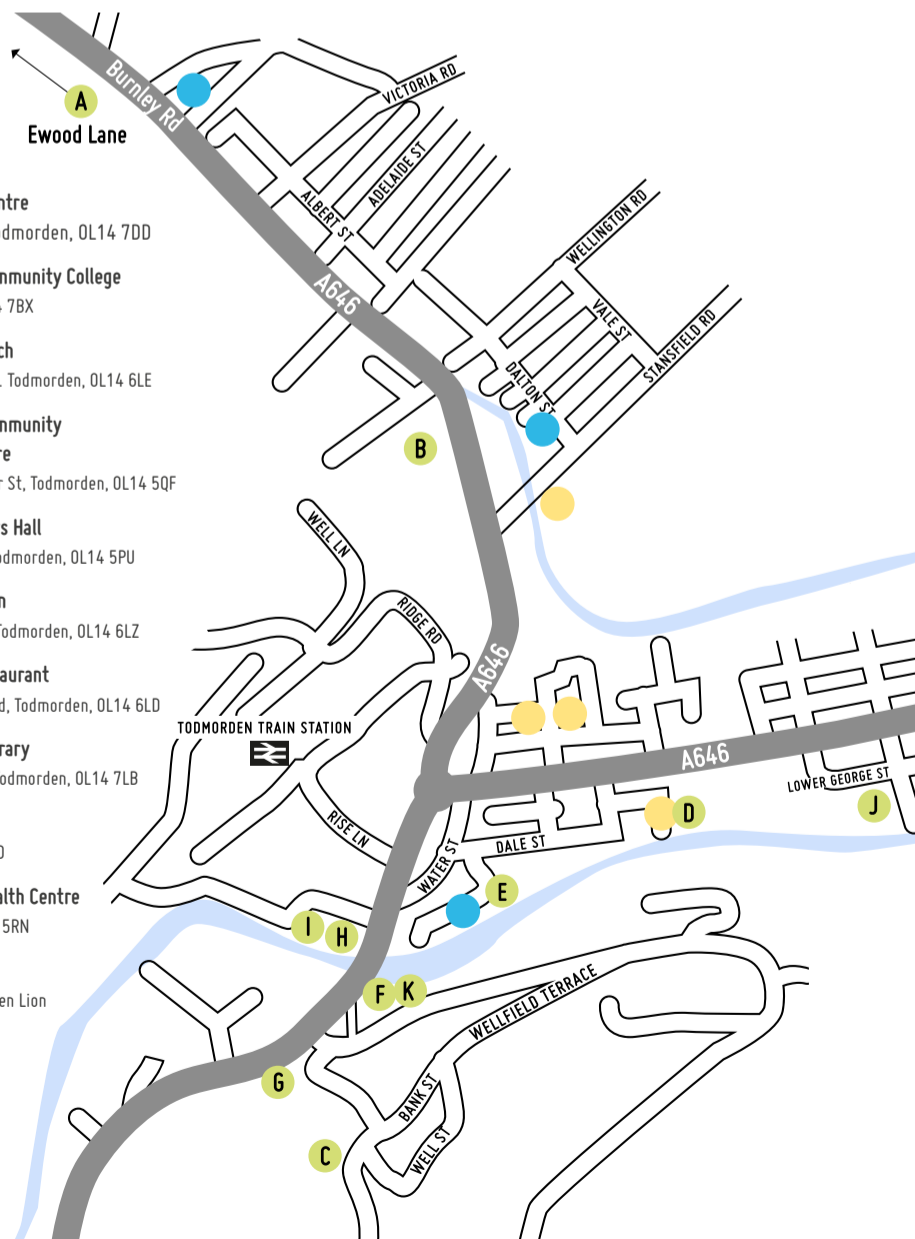 A
Ewood Lane
Burnley Rd
VICTORIA RD
ADELAIDE ST
ALBERT ST
A646
WELLINGTON RD
VALE ST
STANSFIELD RD
DALTON ST
B
ntre
odmorden, OL14 7DD
mmunity College
4 7BX
ch
, Todmorden, OL14 6LE
mmunity
re
r St, Todmorden, OL14 5QF
s Hall
odmorden, OL14 5PU
n
Todmorden, OL14 6LZ
aurant
d, Todmorden, OL14 6LD
rary
odmorden, OL14 7LB
alth Centre
5RN
en Lion
WELL LN
RIDGE RD
A646
TODMORDEN TRAIN STATION
RISE LN
A646
LOWER GEORGE ST
J
D
WATER ST
DALE ST
E
I
H
F
K
WELLFIELD TERRACE
G
BANK ST
WELL ST
C